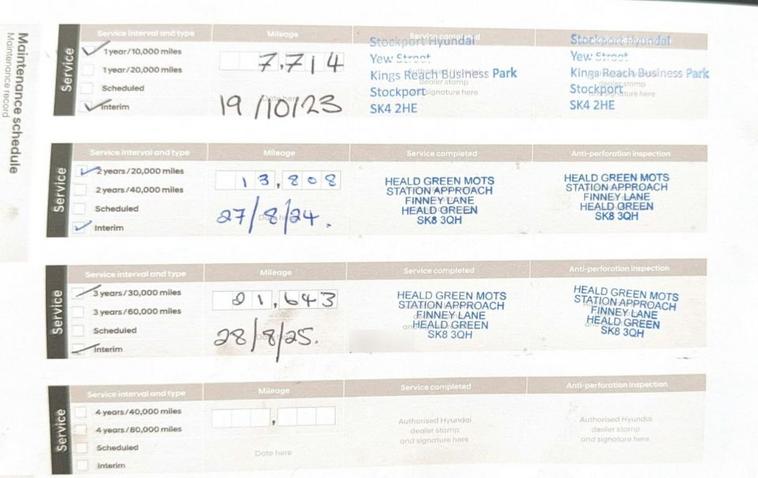 Maintenance schedule
Maintenance record
Service
Service interval and type
Mileage
Service completed
1 year/10,000 miles
1 year/20,000 miles
Scheduled
Interim
7,714
19/10/23
Stockport Hyundai
Yew Street
Kings Reach Business Park
Stockport
SK4 2HE
Stockport Hyundai
Yew Street
Kings Reach Business Park
Stockport
SK4 2HE
Service
Service interval and type
Mileage
Service completed
Anti-perforation inspection
2 years/20,000 miles
2 years/40,000 miles
Scheduled
Interim
13,808
27/8/24.
HEALD GREEN MOTS
STATION APPROACH
FINNEY LANE
HEALD GREEN
SK8 3QH
HEALD GREEN MOTS
STATION APPROACH
FINNEY LANE
HEALD GREEN
SK8 3QH
Service
Service interval and type
Mileage
Service completed
Anti-perforation inspection
3 years/30,000 miles
3 years/60,000 miles
Scheduled
Interim
21,643
28/8/25.
HEALD GREEN MOTS
STATION APPROACH
FINNEY LANE
HEALD GREEN
SK8 3QH
HEALD GREEN MOTS
STATION APPROACH
FINNEY LANE
HEALD GREEN
SK8 3QH
Service
Service interval and type
Mileage
Service completed
Anti-perforation inspection
4 years/40,000 miles
4 years/80,000 miles
Scheduled
Interim
,
Date here
Authorised Hyundai
dealer stamp
and signature here
Authorised Hyundai
dealer stamp
and signature here